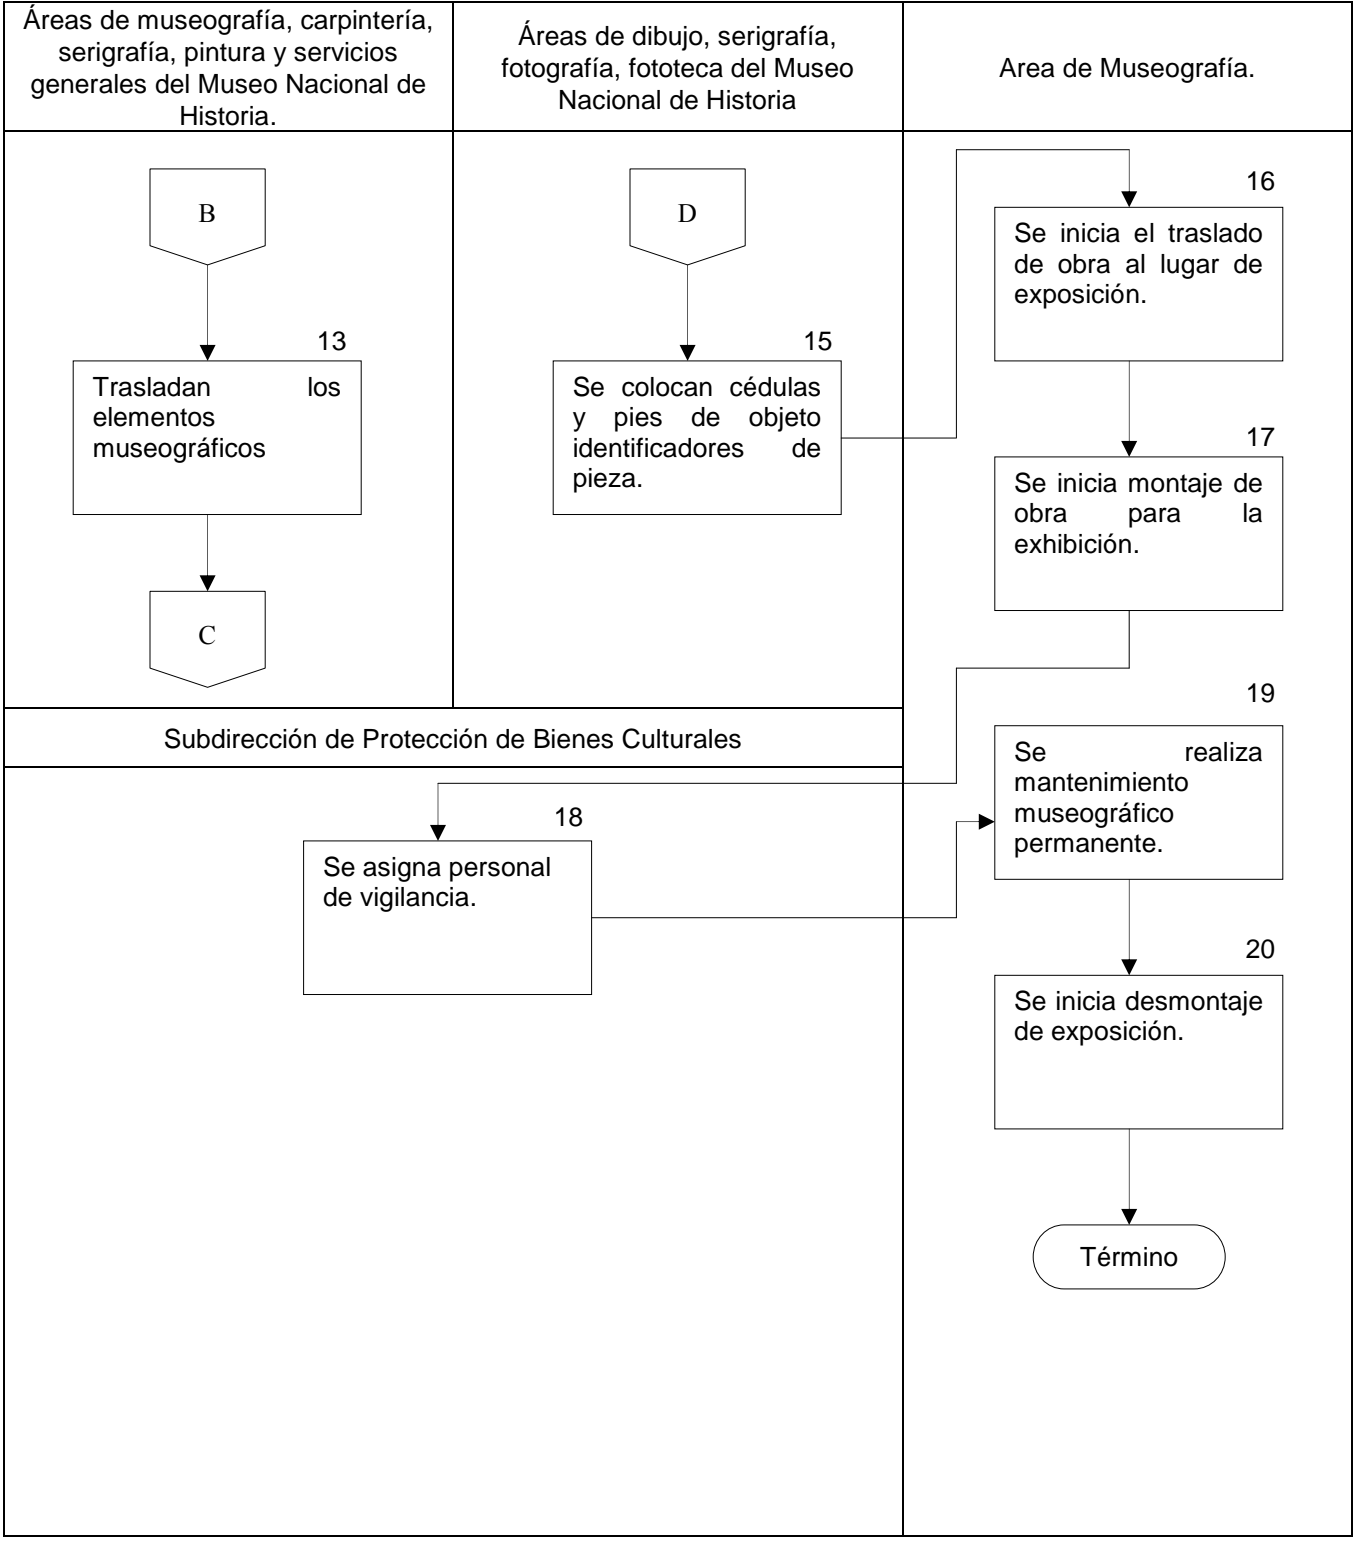 Áreas de museografía, carpintería,
serigrafía, pintura y servicios
generales del Museo Nacional de
Historia.
Áreas de dibujo, serigrafía,
fotografía, fototeca del Museo
Nacional de Historia
Area de Museografía.
B
13
Trasladan los
elementos
museográficos
C
D
15
Se colocan cédulas
y pies de objeto
identificadores de
pieza.
16
Se inicia el traslado
de obra al lugar de
exposición.
17
Se inicia montaje de
obra para la
exhibición.
Subdirección de Protección de Bienes Culturales
18
Se asigna personal
de vigilancia.
19
Se realiza
mantenimiento
museográfico
permanente.
20
Se inicia desmontaje
de exposición.
Término